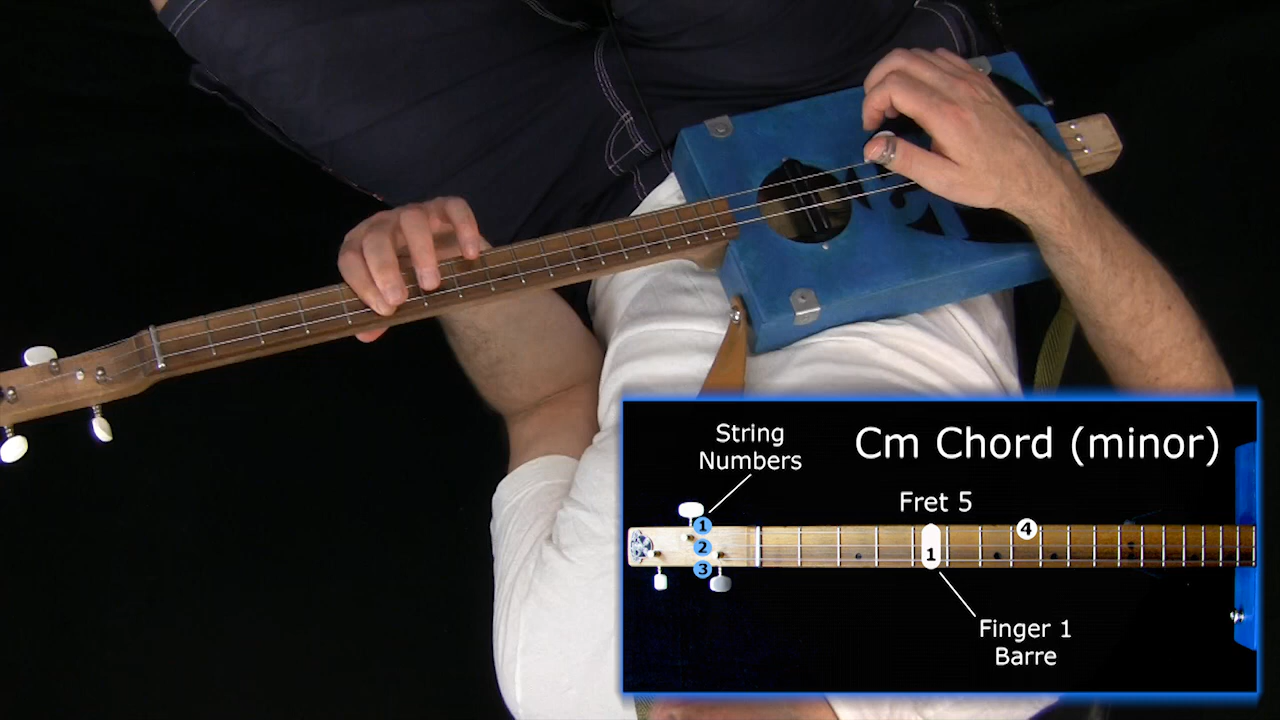 String
Numbers
Cm Chord (minor)
Fret 5
1
2
3
1
4
Finger 1
Barre